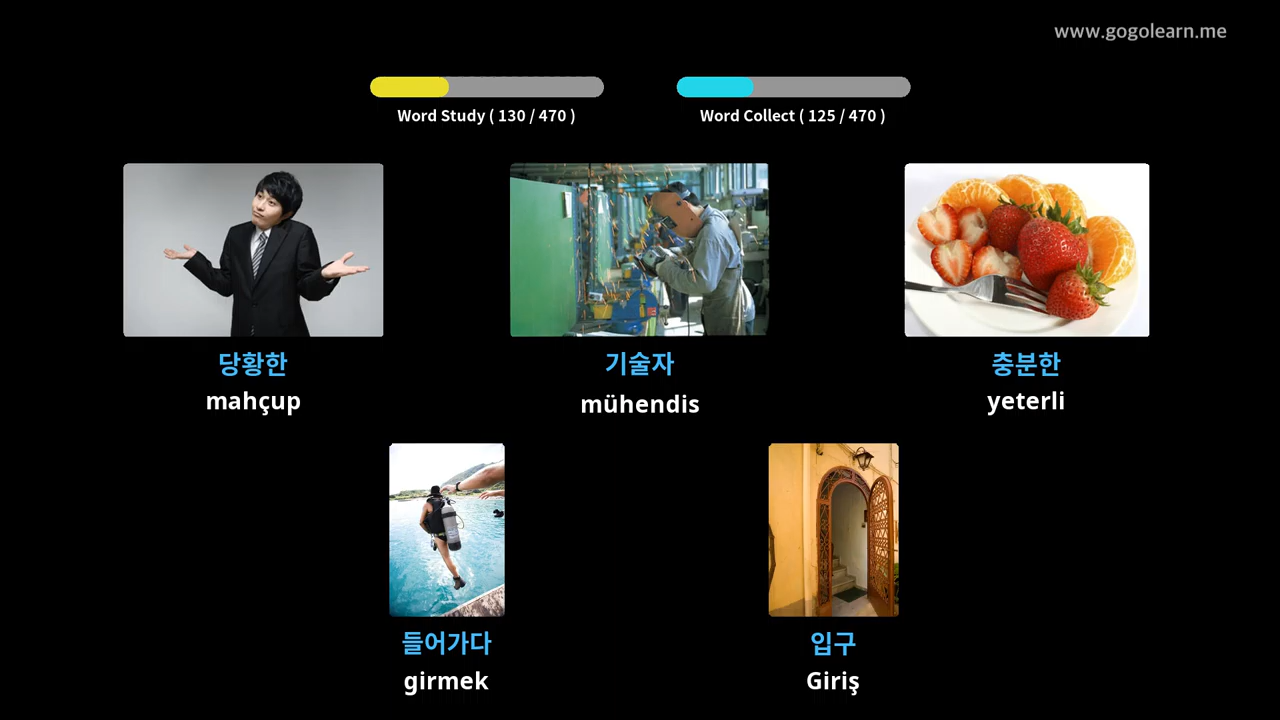 www.gogolearn.me
Word Study ( 130 / 470 )
Word Collect ( 125 / 470 )
당황한
mahçup
기술자
mühendis
충분한
yeterli
들어가다
girmek
입구
Giriş